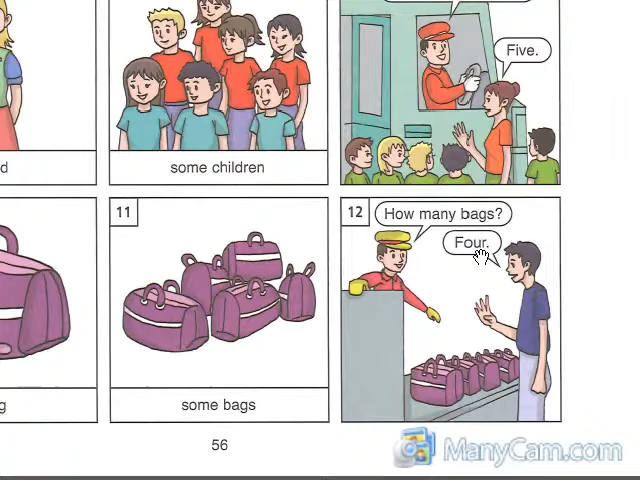 Five.
d
some children
11
12
How many bags?
Four.
g
some bags
56
ManyCam.com